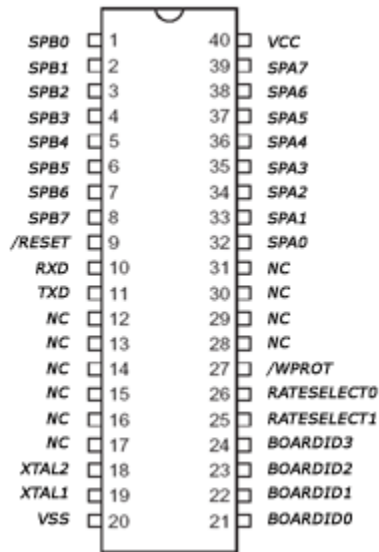 SPB0 1 40 VCC
SPB1 2 39 SPA7
SPB2 3 38 SPA6
SPB3 4 37 SPA5
SPB4 5 36 SPA4
SPB5 6 35 SPA3
SPB6 7 34 SPA2
SPB7 8 33 SPA1
/RESET 9 32 SPA0
RXD 10 31 NC
TXD 11 30 NC
NC 12 29 NC
NC 13 28 NC
NC 14 27 /WPROT
NC 15 26 RATESELECT0
NC 16 25 RATESELECT1
NC 17 24 BOARDID3
XTAL2 18 23 BOARDID2
XTAL1 19 22 BOARDID1
VSS 20 21 BOARDID0